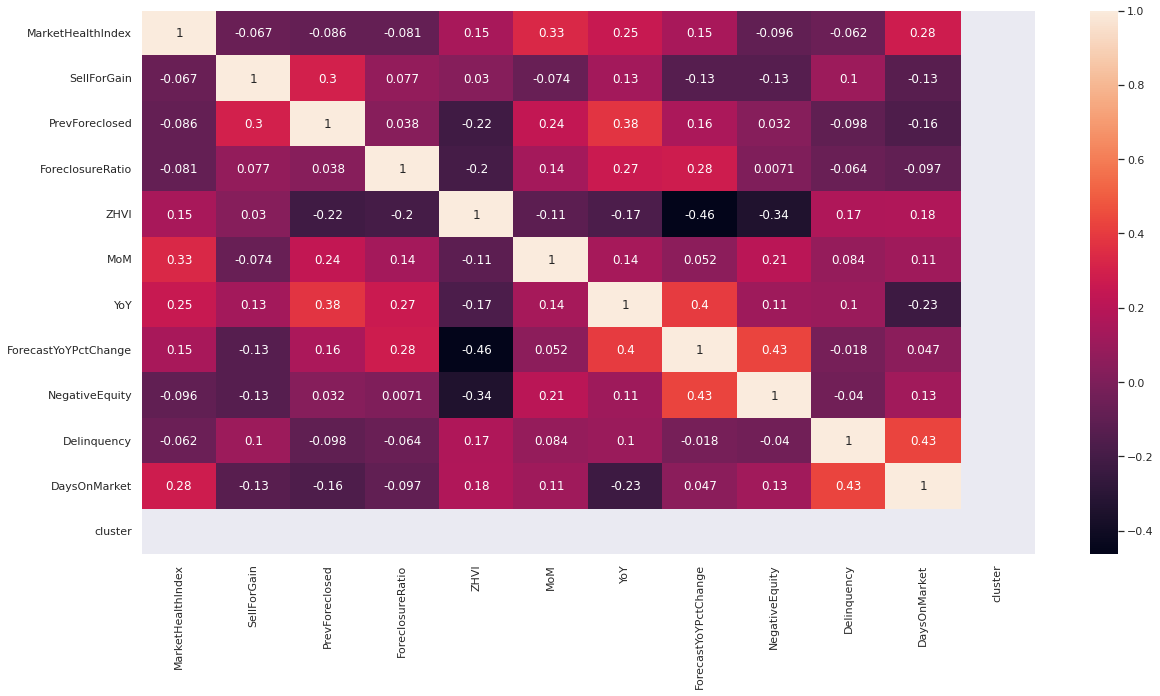 MarketHealthIndex 1 -0.067 -0.086 -0.081 0.15 0.33 0.25 0.15 -0.096 -0.062 0.28
SellForGain -0.067 1 0.3 0.077 0.03 -0.074 0.13 -0.13 -0.13 0.1 -0.13
PrevForeclosed -0.086 0.3 1 0.038 -0.22 0.24 0.38 0.16 0.032 -0.098 -0.16
ForeclosureRatio -0.081 0.077 0.038 1 -0.2 0.14 0.27 0.28 0.0071 -0.064 -0.097
ZHVI 0.15 0.03 -0.22 -0.2 1 -0.11 -0.17 -0.46 -0.34 0.17 0.18
MoM 0.33 -0.074 0.24 0.14 -0.11 1 0.14 0.052 0.21 0.084 0.11
YoY 0.25 0.13 0.38 0.27 -0.17 0.14 1 0.4 0.11 0.1 -0.23
ForecastYoYPctChange 0.15 -0.13 0.16 0.28 -0.46 0.052 0.4 1 0.43 -0.018 0.047
NegativeEquity -0.096 -0.13 0.032 0.0071 -0.34 0.21 0.11 0.43 1 -0.04 0.13
Delinquency -0.062 0.1 -0.098 -0.064 0.17 0.084 0.1 -0.018 -0.04 1 0.43
DaysOnMarket 0.28 -0.13 -0.16 -0.097 0.18 0.11 -0.23 0.047 0.13 0.43 1
cluster
MarketHealthIndex
SellForGain
PrevForeclosed
ForeclosureRatio
ZHVI
MoM
YoY
ForecastYoYPctChange
NegativeEquity
Delinquency
DaysOnMarket
cluster
1.0
0.8
0.6
0.4
0.2
0.0
−0.2
−0.4